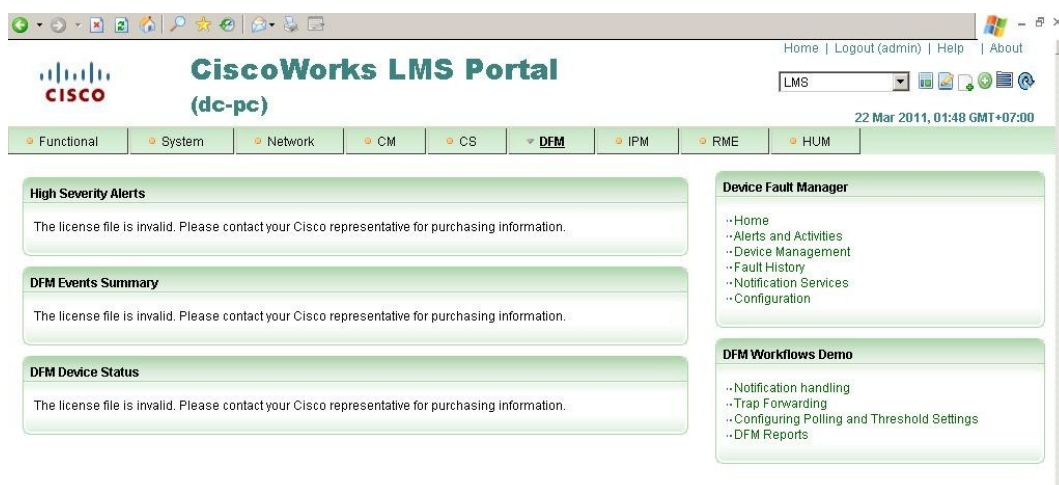 Home | Logout (admin) | Help | About
CISCO
CiscoWorks LMS Portal
(dc-pc)
LMS
22 Mar 2011, 01:48 GMT+07:00
Functional System Network CM CS DFM IPM RME HUM
High Severity Alerts
The license file is invalid. Please contact your Cisco representative for purchasing information.
DFM Events Summary
The license file is invalid. Please contact your Cisco representative for purchasing information.
DFM Device Status
The license file is invalid. Please contact your Cisco representative for purchasing information.
Device Fault Manager
Home
Alerts and Activities
Device Management
Fault History
Notification Services
Configuration
DFM Workflows Demo
Notification handling
Trap Forwarding
Configuring Polling and Threshold Settings
DFM Reports